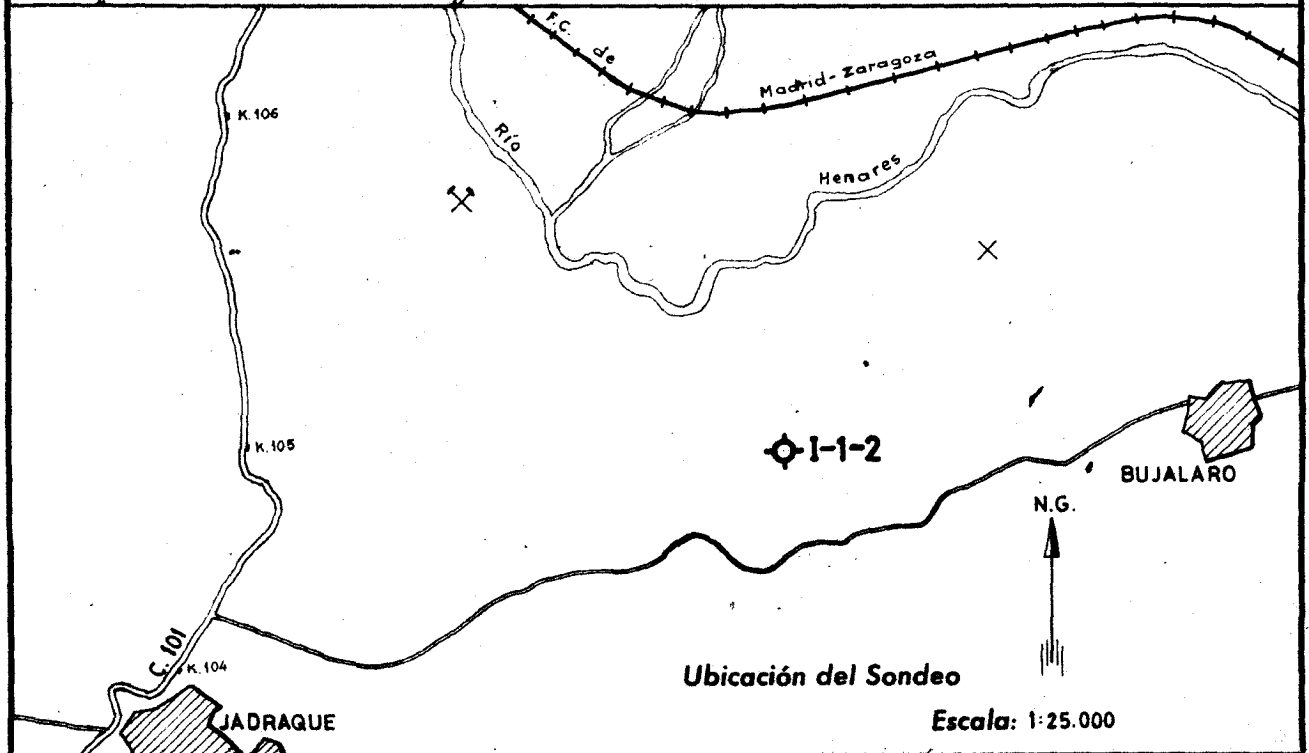 F.C. de Madrid-Zaragoza
K.106
Río Henares
K.105
I-1-2
BUJALARO
N.G.
C. 101
K.104
JADRAQUE
Ubicación del Sondeo
Escala: 1:25.000